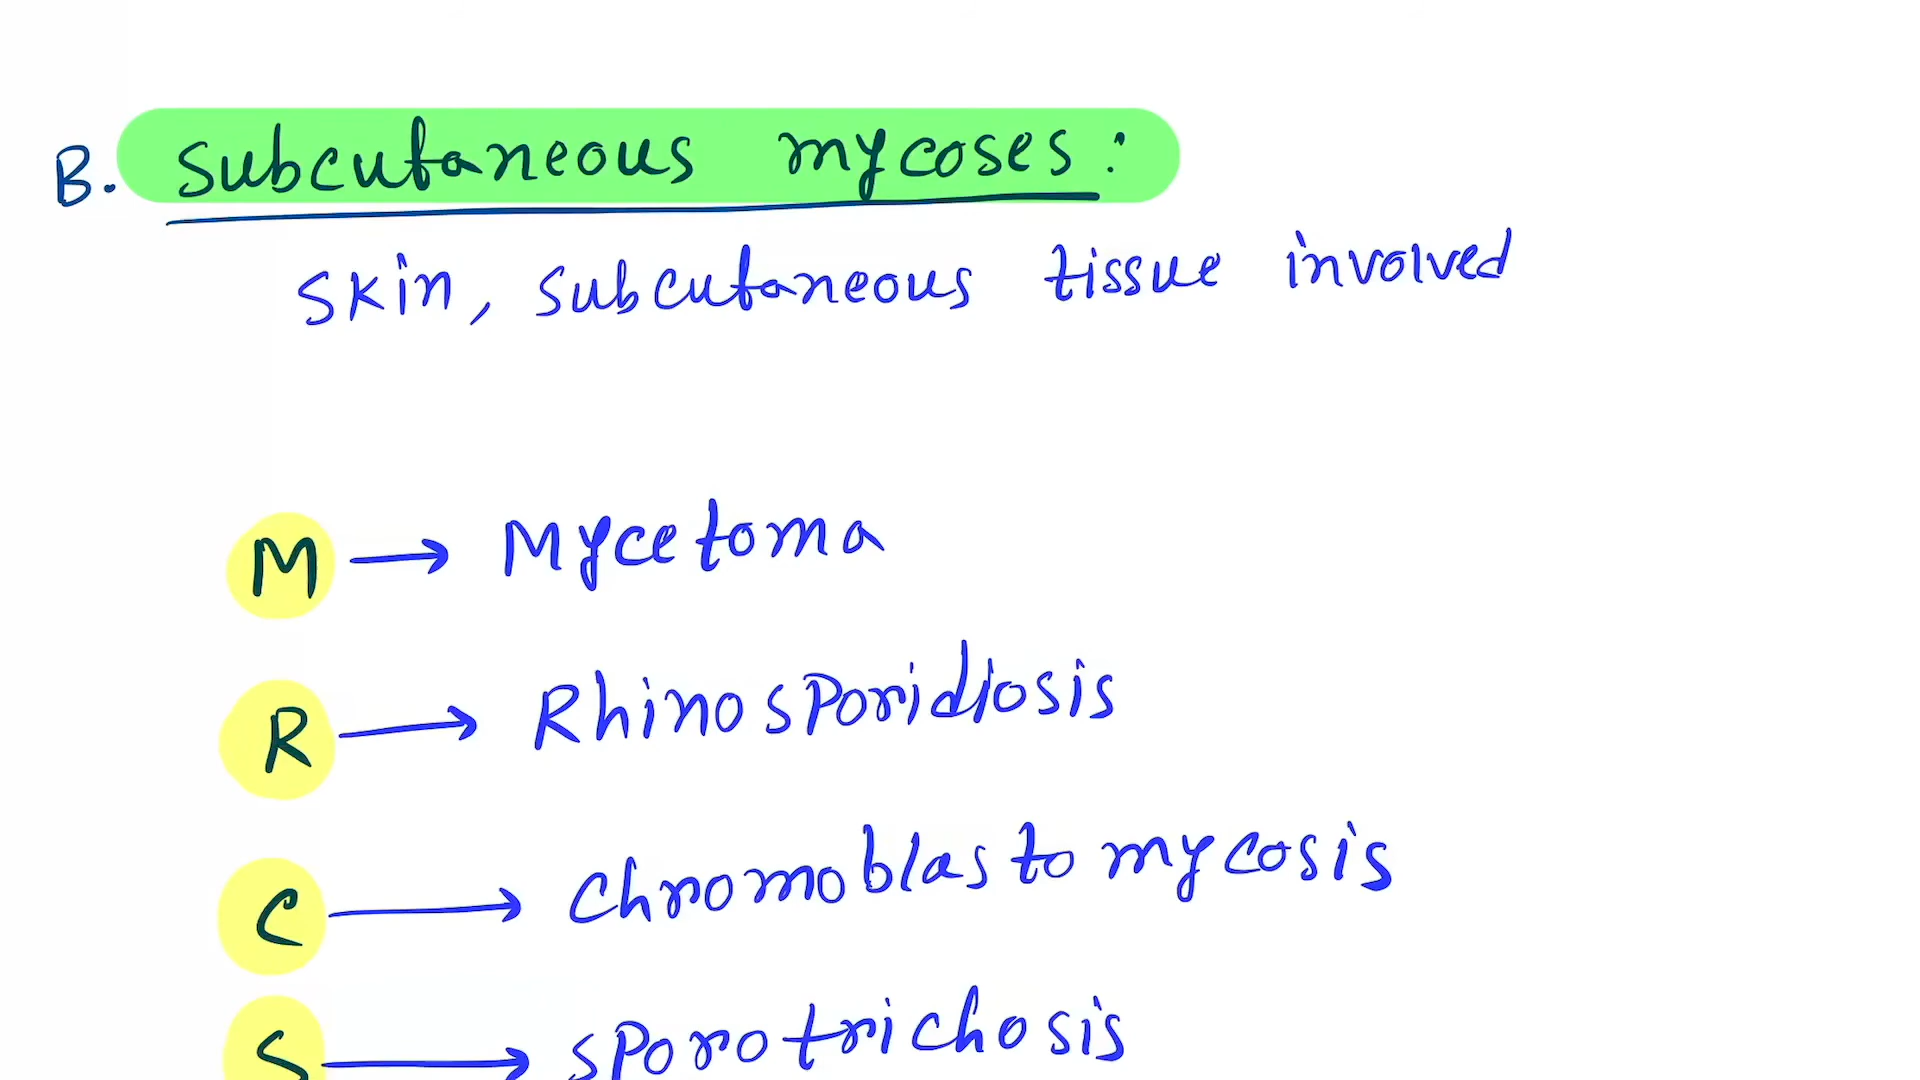 B. Subcutaneous mycoses:
Skin, Subcutaneous tissue involved
M → Mycetoma
R → Rhinosporidiosis
C → Chromoblastomycosis
S → Sporotrichosis